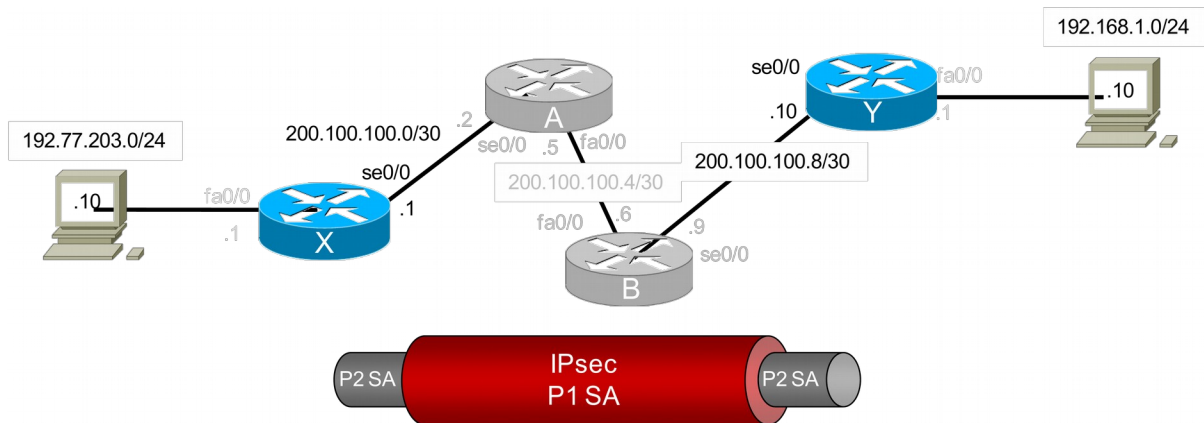 192.168.1.0/24
se0/0
fa0/0
.10
.10
Y
.1
A
.2
200.100.100.0/30
192.77.203.0/24
se0/0
.5
fa0/0
200.100.100.8/30
200.100.100.4/30
se0/0
.10
fa0/0
.1
.1
X
fa0/0
.6
.9
se0/0
B
IPsec
P1 SA
P2 SA
P2 SA